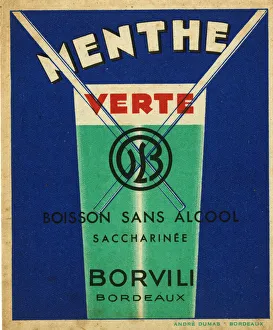 MENTHE
VERTE
BOISSON SANS ALCOOL
SACCHARINÉE
BORVILI
BORDEAUX
ANDRÉ DUMAS * BORDEAUX